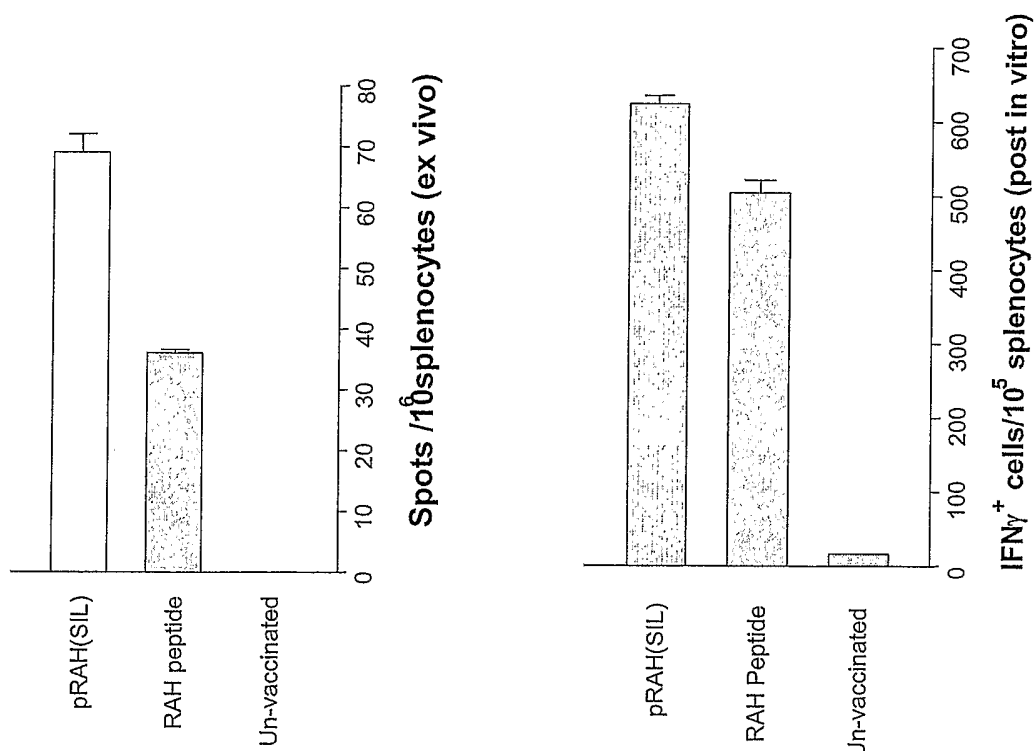 pRAH(SIL)
RAH peptide
Un-vaccinated
0 10 20 30 40 50 60 70 80
Spots /10⁶splenocytes (ex vivo)
pRAH(SIL)
RAH Peptide
Un-vaccinated
0 100 200 300 400 500 600 700
IFNγ⁺ cells/10⁵ splenocytes (post in vitro)